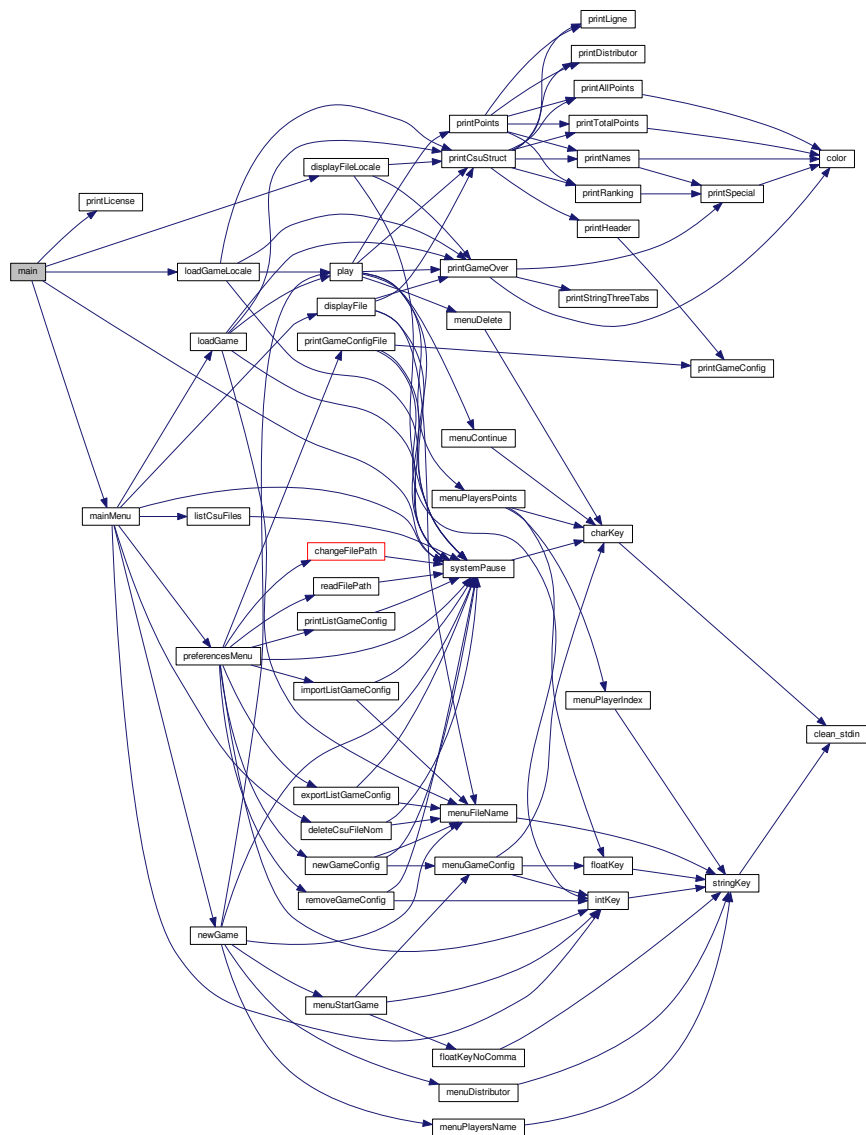 printLigne
printDistributor
printAllPoints
printPoints
printTotalPoints
printCsuStruct
printNames
color
displayFileLocale
printRanking
printSpecial
printLicense
printHeader
main
loadGameLocale
play
printGameOver
printStringThreeTabs
displayFile
menuDelete
loadGame
printGameConfigFile
printGameConfig
menuContinue
menuPlayersPoints
mainMenu
listCsuFiles
charKey
changeFilePath
systemPause
readFilePath
printListGameConfig
preferencesMenu
importListGameConfig
menuPlayerIndex
clean_stdin
exportListGameConfig
menuFileName
deleteCsuFileNom
newGameConfig
menuGameConfig
floatKey
stringKey
removeGameConfig
intKey
newGame
menuStartGame
floatKeyNoComma
menuDistributor
menuPlayersName